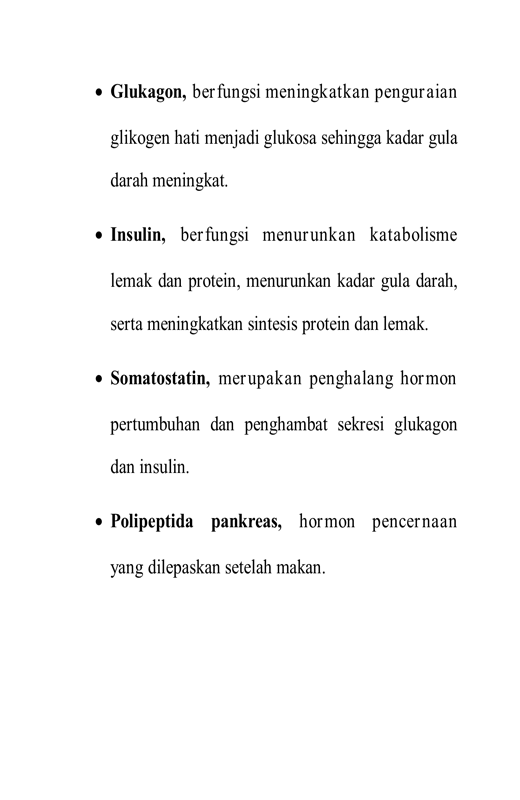 • Glukagon, berfungsi meningkatkan penguraian
glikogen hati menjadi glukosa sehingga kadar gula
darah meningkat.
• Insulin, berfungsi menurunkan katabolisme
lemak dan protein, menurunkan kadar gula darah,
serta meningkatkan sintesis protein dan lemak.
• Somatostatin, merupakan penghalang hormon
pertumbuhan dan penghambat sekresi glukagon
dan insulin.
• Polipeptida pankreas, hormon pencernaan
yang dilepaskan setelah makan.